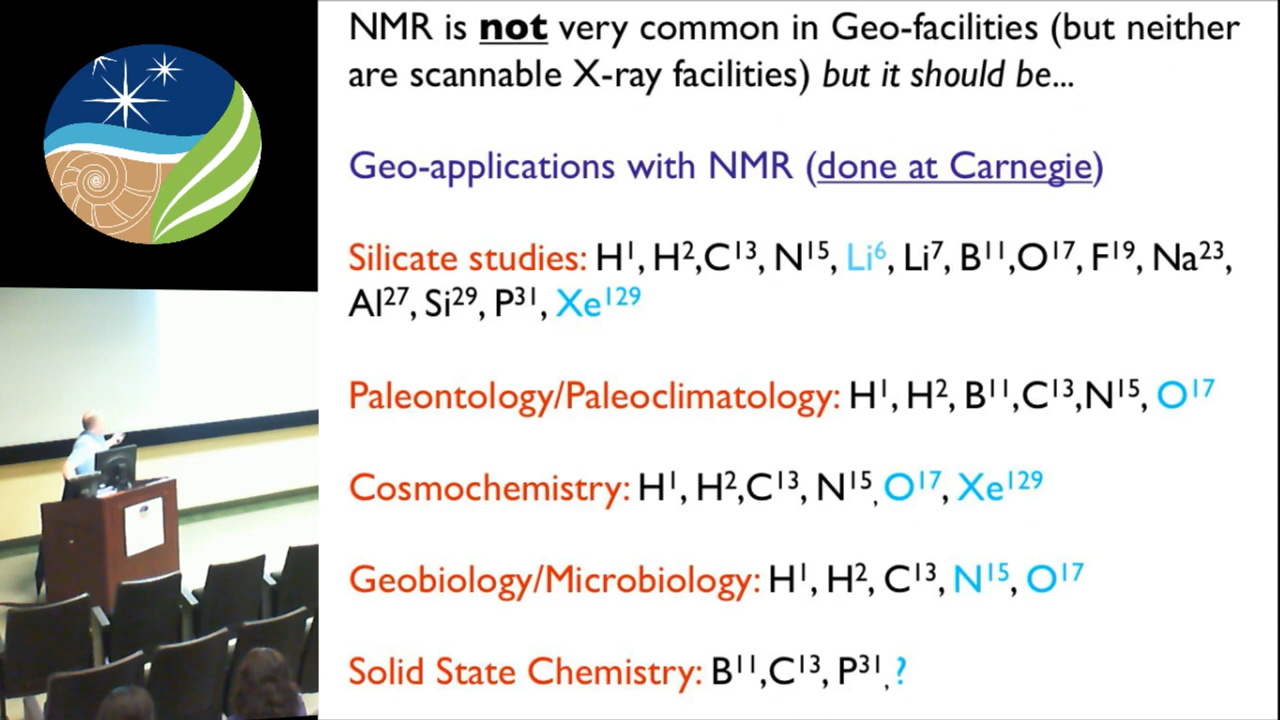 NMR is not very common in Geo-facilities (but neither
are scannable X-ray facilities) but it should be...
Geo-applications with NMR (done at Carnegie)
Silicate studies: H¹, H²,C¹³, N¹⁵, Li⁶, Li⁷, B¹¹,O¹⁷, F¹⁹, Na²³,
Al²⁷, Si²⁹, P³¹, Xe¹²⁹
Paleontology/Paleoclimatology: H¹, H², B¹¹,C¹³,N¹⁵, O¹⁷
Cosmochemistry: H¹, H²,C¹³, N¹⁵, O¹⁷, Xe¹²⁹
Geobiology/Microbiology: H¹, H², C¹³, N¹⁵, O¹⁷
Solid State Chemistry: B¹¹,C¹³, P³¹, ?